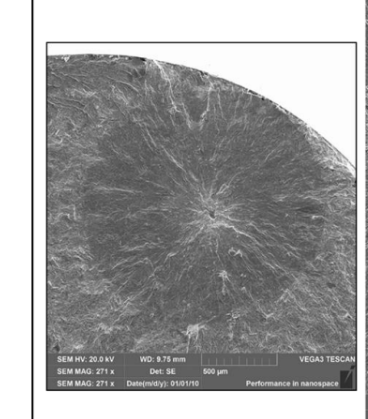 SEM HV: 20.0 kV WD: 9.75 mm VEGA3 TESCAN
SEM MAG: 271 x Det: SE 500 µm
SEM MAG: 271 x Date(m/d/y): 01/01/10 Performance in nanospace